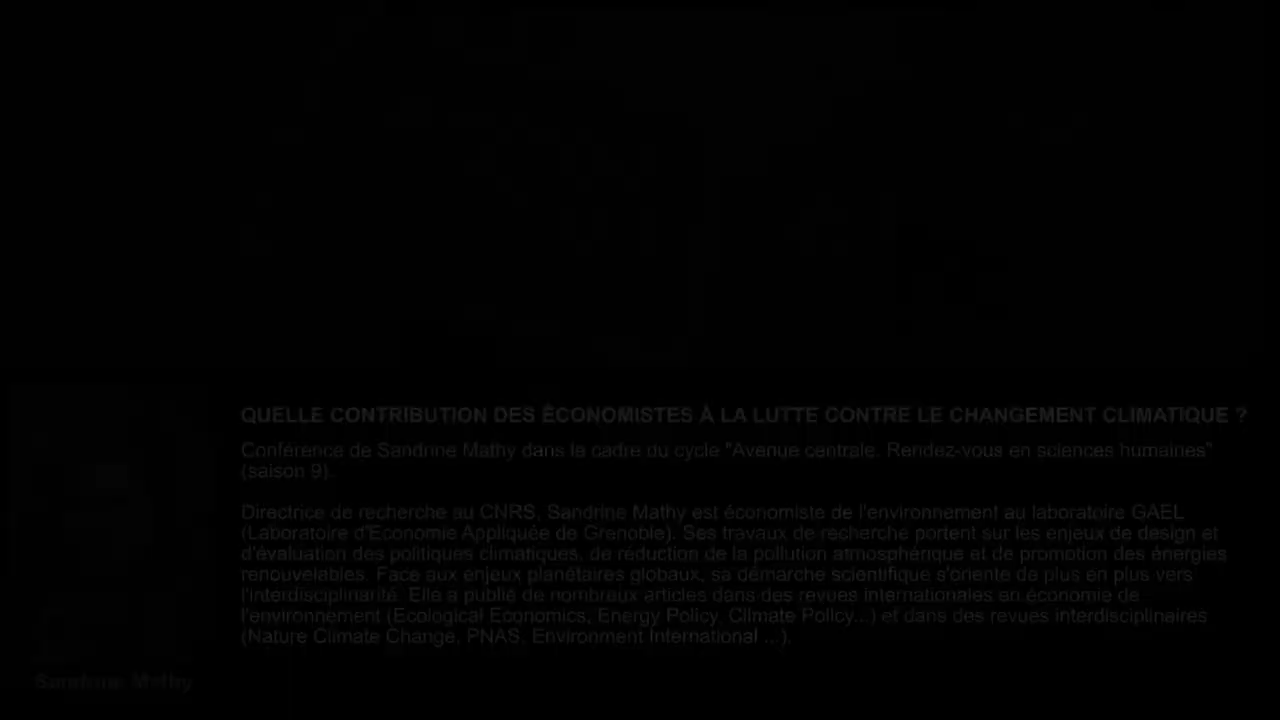 QUELLE CONTRIBUTION DES ÉCONOMISTES À LA LUTTE CONTRE LE CHANGEMENT CLIMATIQUE ?
Conférence de Sandrine Mathy dans le cadre du cycle "Avenue centrale. Rendez-vous en sciences humaines"
(saison 9).
Directrice de recherche au CNRS, Sandrine Mathy est économiste de l'environnement au laboratoire GAEL
(Laboratoire d'Economie Appliquée de Grenoble). Ses travaux de recherche portent sur les enjeux de design et
d'évaluation des politiques climatiques, de réduction de la pollution atmosphérique et de promotion des énergies
renouvelables. Face aux enjeux planétaires globaux, sa démarche scientifique s'oriente de plus en plus vers
l'interdisciplinarité. Elle a publié de nombreux articles dans des revues internationales en économie de
l'environnement (Ecological Economics, Energy Policy, Climate Policy...) et dans des revues interdisciplinaires
(Nature Climate Change, PNAS, Environment International ...).
Sandrine Mathy